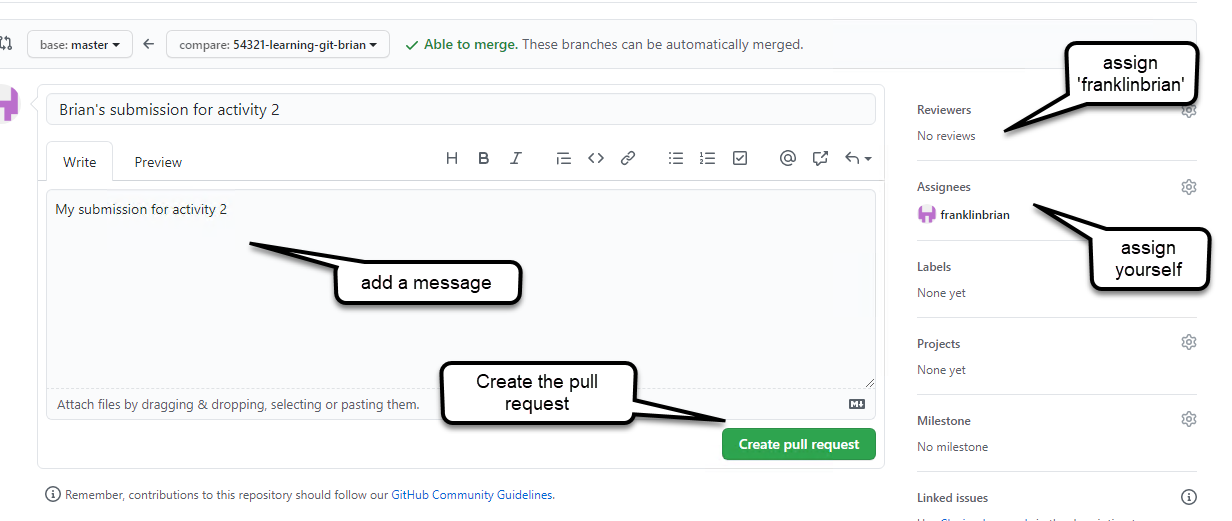 base: master
compare: 54321-learning-git-brian
Able to merge. These branches can be automatically merged.
assign
'franklinbrian'
Brian's submission for activity 2
Reviewers
No reviews
Write
Preview
H B I
My submission for activity 2
Assignees
franklinbrian
assign
yourself
add a message
Labels
None yet
Projects
None yet
Create the pull
request
Attach files by dragging & dropping, selecting or pasting them.
Milestone
No milestone
Create pull request
Remember, contributions to this repository should follow our GitHub Community Guidelines.
Linked issues